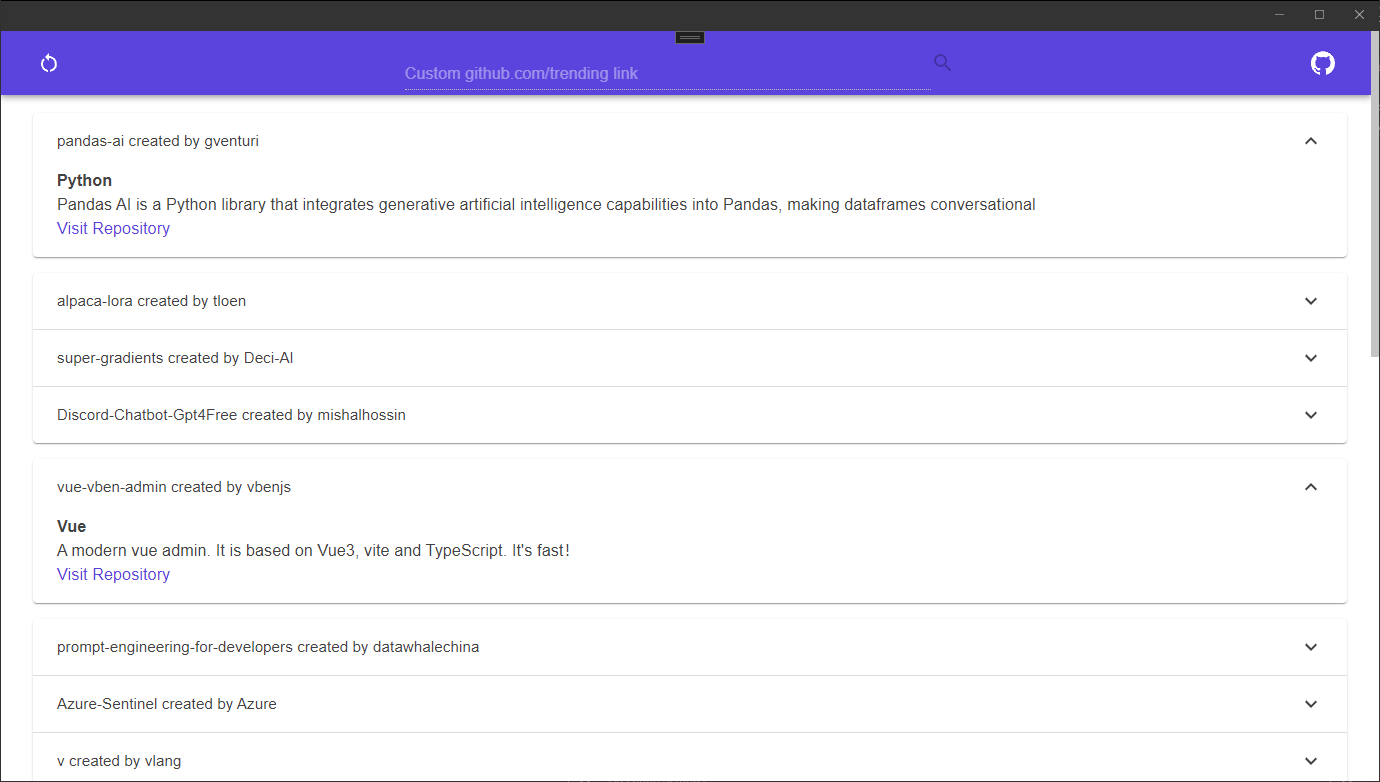 Custom github.com/trending link
pandas-ai created by gventuri
Python
Pandas AI is a Python library that integrates generative artificial intelligence capabilities into Pandas, making dataframes conversational
Visit Repository
alpaca-lora created by tloen
super-gradients created by Deci-AI
Discord-Chatbot-Gpt4Free created by mishalhossin
vue-vben-admin created by vbenjs
Vue
A modern vue admin. It is based on Vue3, vite and TypeScript. It's fast!
Visit Repository
prompt-engineering-for-developers created by datawhalechina
Azure-Sentinel created by Azure
v created by vlang